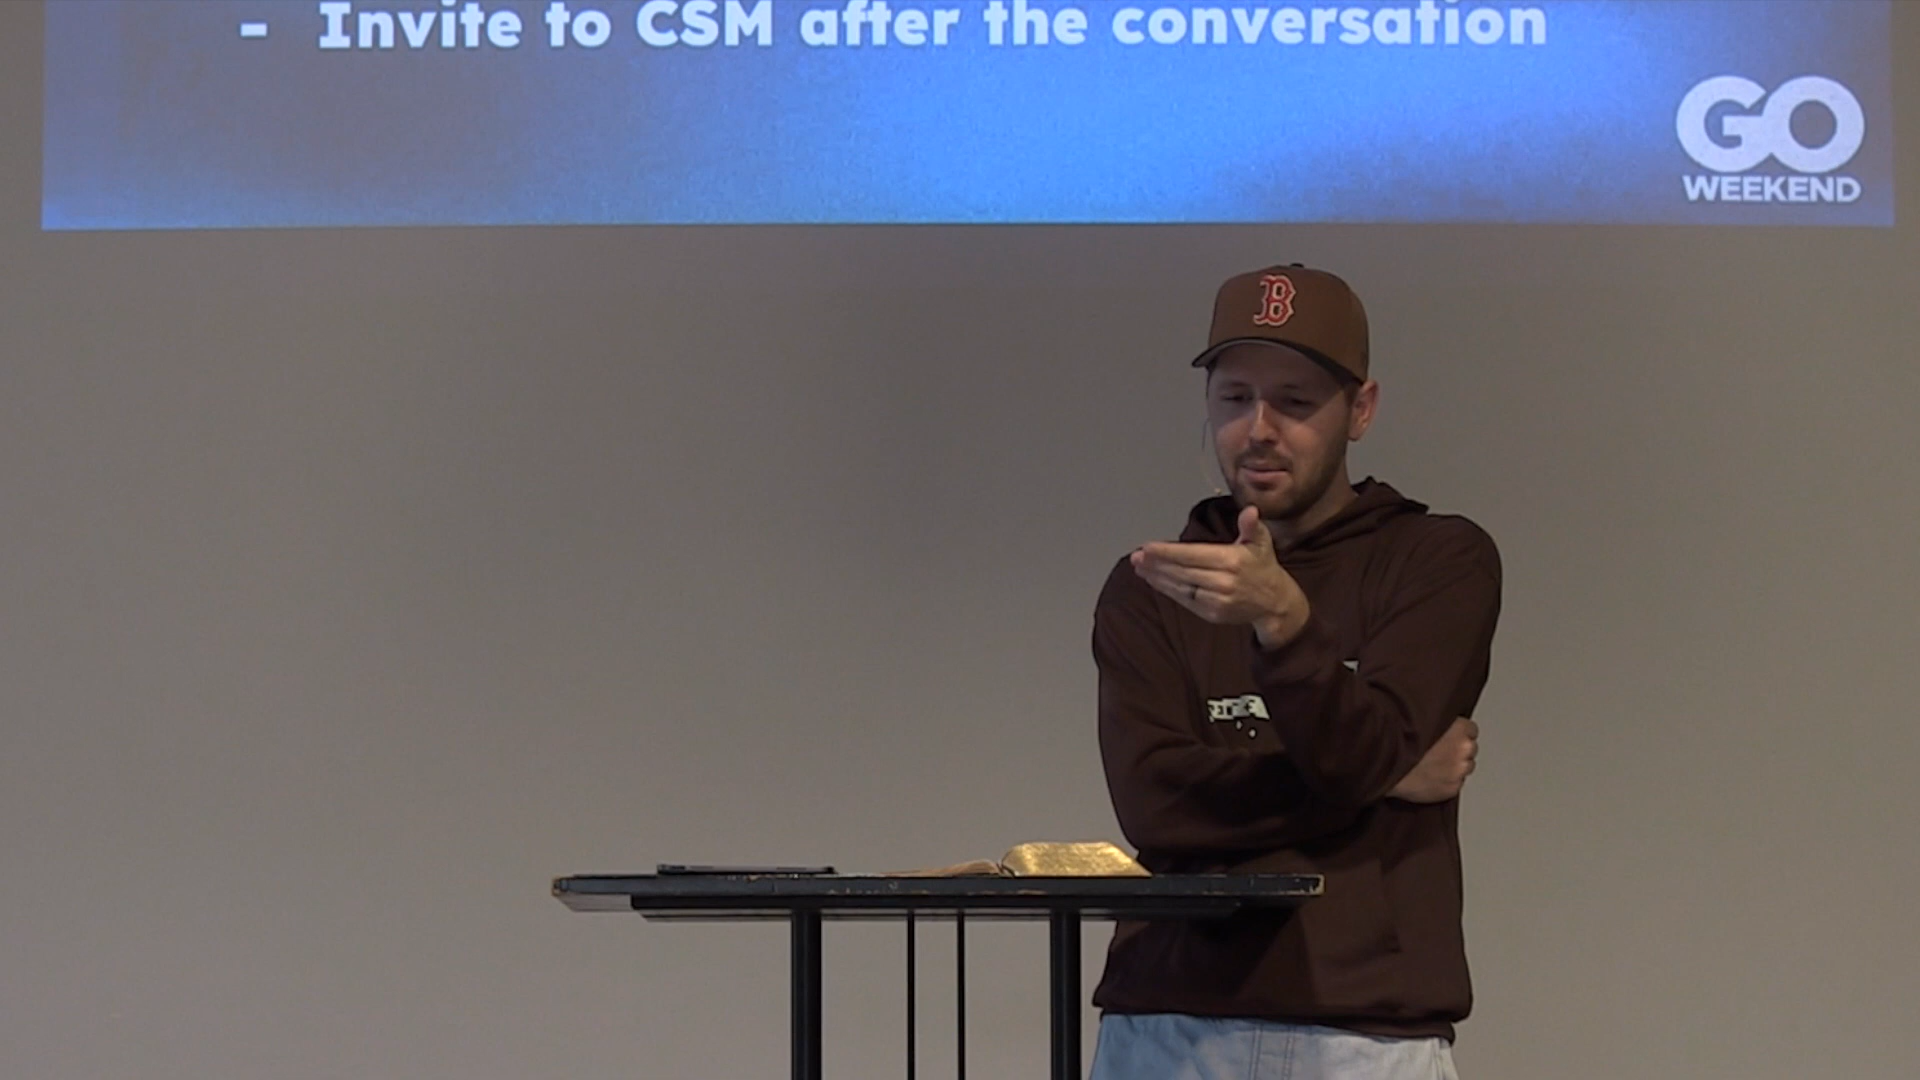 - Invite to CSM after the conversation
GO
WEEKEND
B